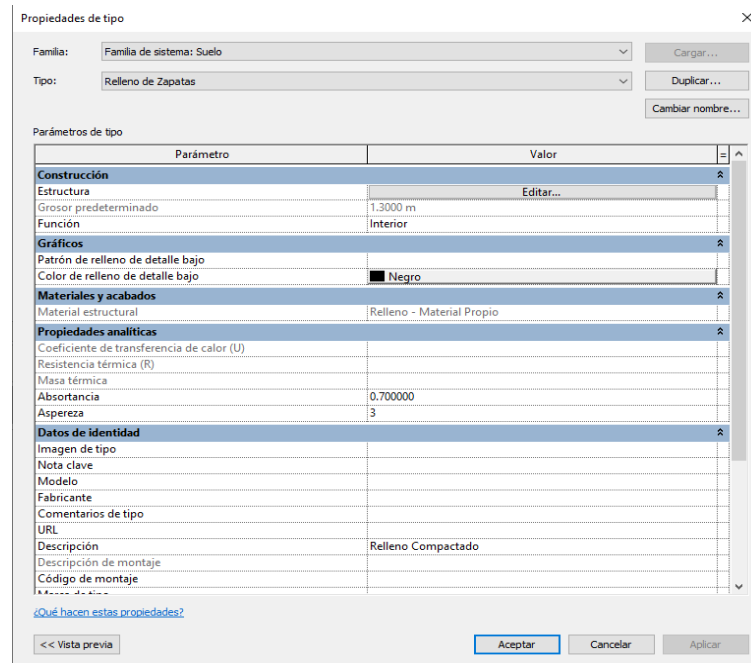 Propiedades de tipo
Familia: Familia de sistema: Suelo Cargar...
Tipo: Relleno de Zapatas Duplicar...
Cambiar nombre...
Parámetros de tipo
Parámetro Valor =
Construcción
Estructura Editar...
Grosor predeterminado 1.3000 m
Función Interior
Gráficos
Patrón de relleno de detalle bajo
Color de relleno de detalle bajo Negro
Materiales y acabados
Material estructural Relleno - Material Propio
Propiedades analíticas
Coeficiente de transferencia de calor (U)
Resistencia térmica (R)
Masa térmica
Absortancia 0.700000
Aspereza 3
Datos de identidad
Imagen de tipo
Nota clave
Modelo
Fabricante
Comentarios de tipo
URL
Descripción Relleno Compactado
Descripción de montaje
Código de montaje
Marca de tipo
¿Qué hacen estas propiedades?
<< Vista previa Aceptar Cancelar Aplicar